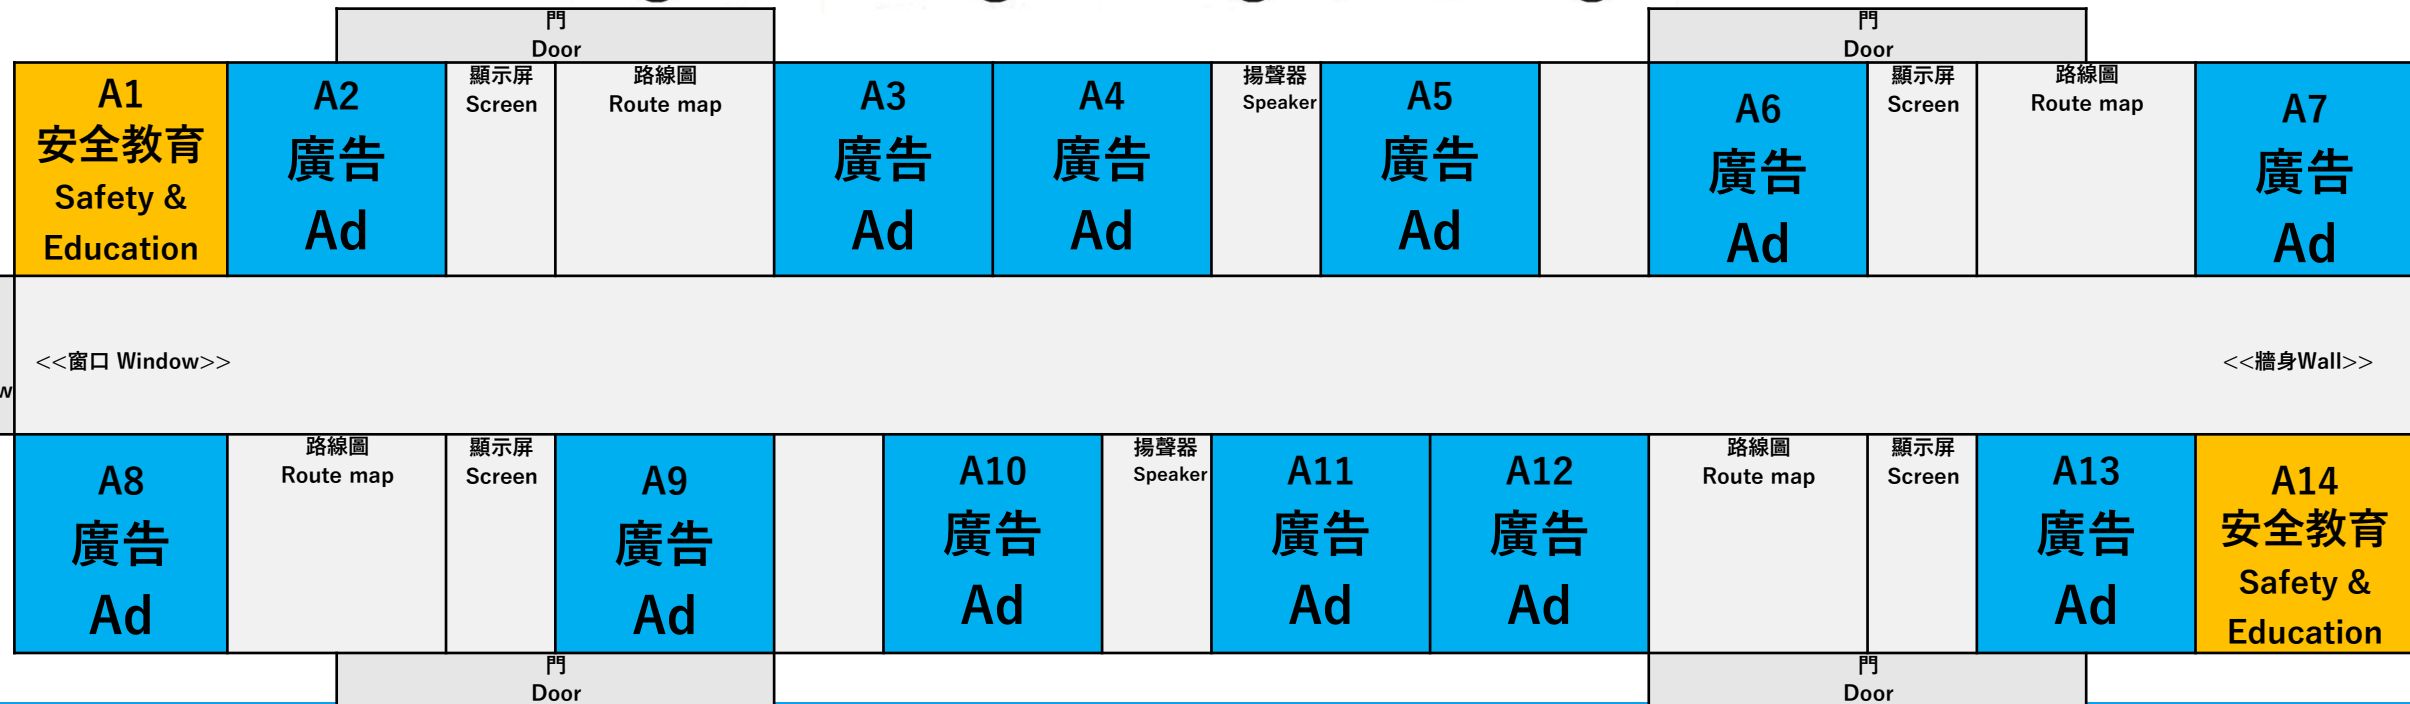 門
Door
門
Door
A1
安全教育
Safety &
Education
A2
廣告
Ad
顯示屏
Screen
路線圖
Route map
A3
廣告
Ad
A4
廣告
Ad
揚聲器
Speaker
A5
廣告
Ad
A6
廣告
Ad
顯示屏
Screen
路線圖
Route map
A7
廣告
Ad
<<窗口 Window>>
<<牆身Wall>>
w
A8
廣告
Ad
路線圖
Route map
顯示屏
Screen
A9
廣告
Ad
A10
廣告
Ad
揚聲器
Speaker
A11
廣告
Ad
A12
廣告
Ad
路線圖
Route map
顯示屏
Screen
A13
廣告
Ad
A14
安全教育
Safety &
Education
門
Door
門
Door